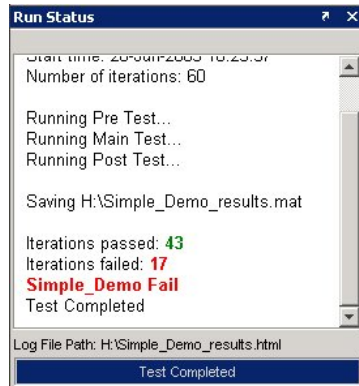 Run Status
Number of iterations: 60
Running Pre Test...
Running Main Test...
Running Post Test...
Saving H:\Simple_Demo_results.mat
Iterations passed: 43
Iterations failed: 17
Simple_Demo Fail
Test Completed
Log File Path: H:\Simple_Demo_results.html
Test Completed